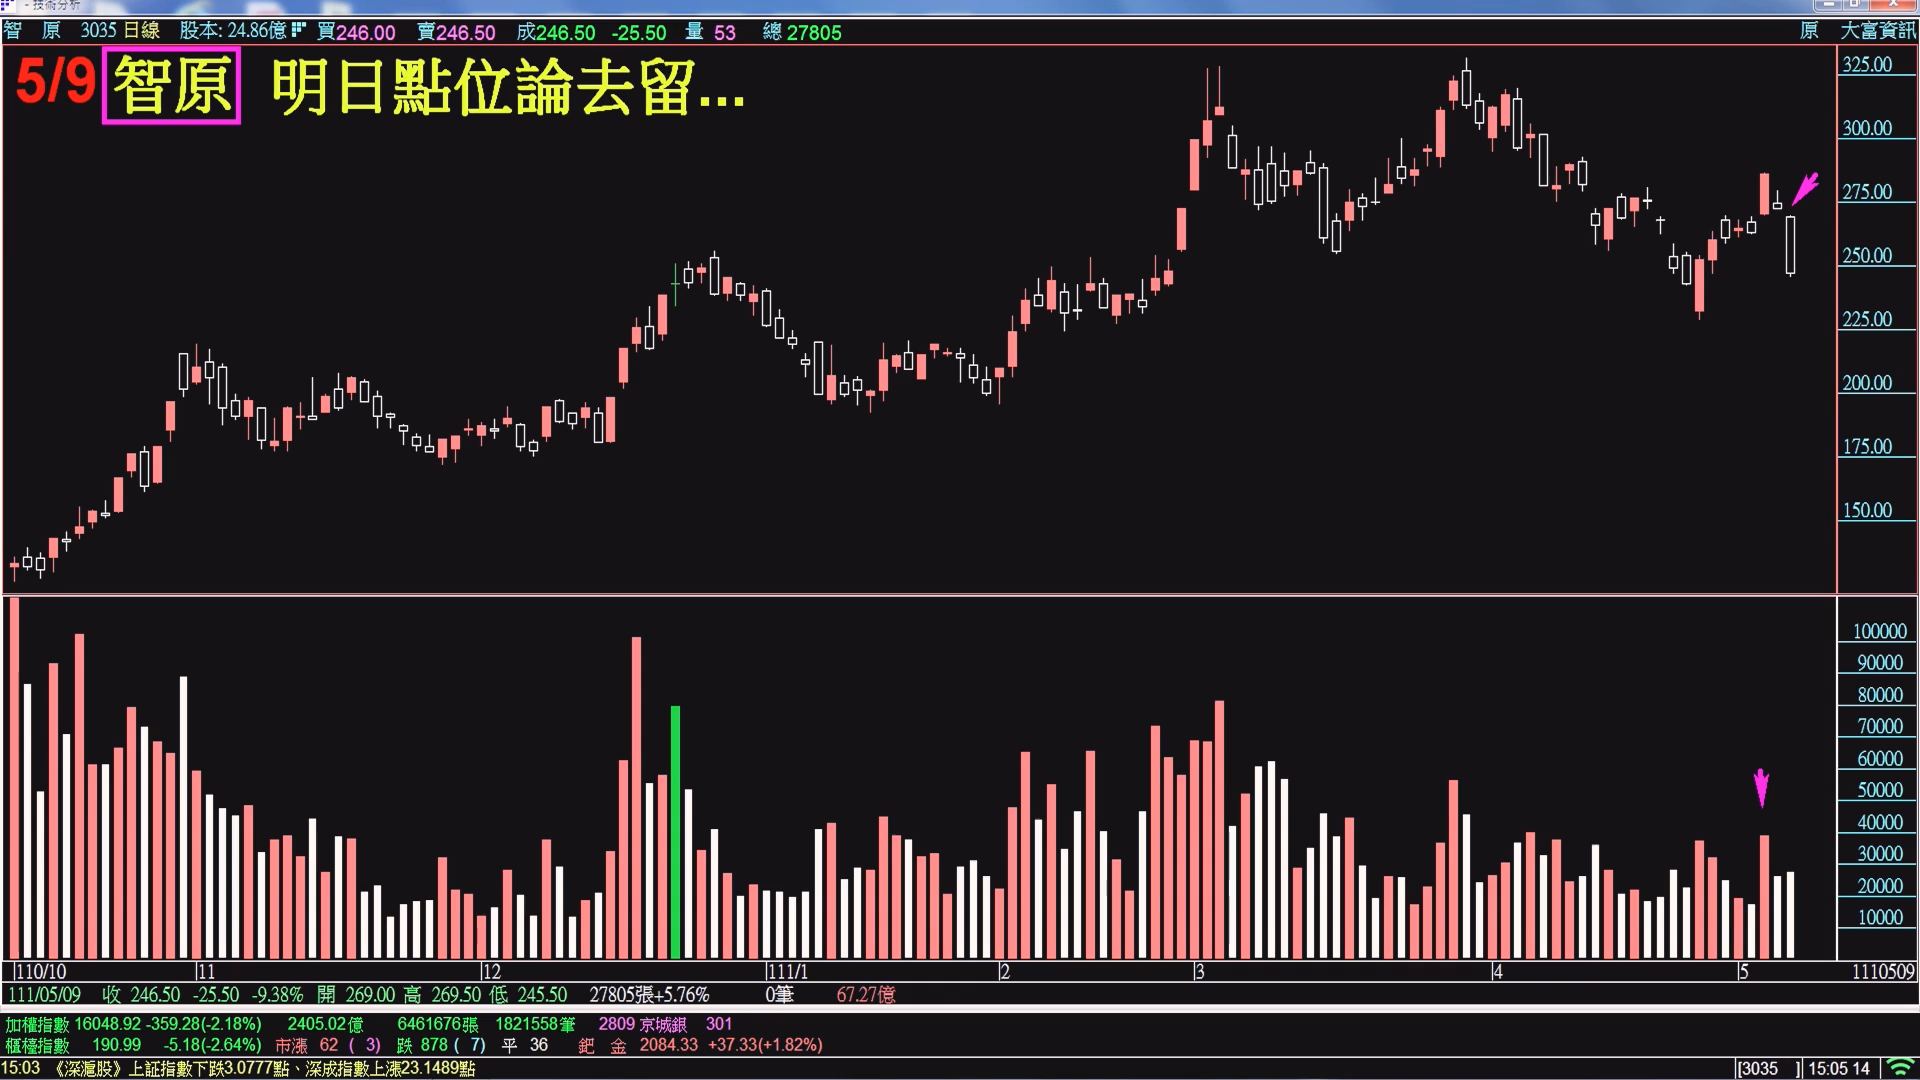 - 技術分析
智 原 3035 日線 股本: 24.86億 買246.00 賣246.50 成246.50 -25.50 量 53 總 27805 原 大富資訊
5/9 智原 明日點位論去留...
325.00
300.00
275.00
250.00
225.00
200.00
175.00
150.00
100000
90000
80000
70000
60000
50000
40000
30000
20000
10000
110/10 11 12 111/1 2 3 4 5 1110509
111/05/09 收 246.50 -25.50 -9.38% 開 269.00 高 269.50 低 245.50 27805張+5.76% 0筆 67.27億
加權指數 16048.92 -359.28(-2.18%) 2405.02億 6461676張 1821558筆 2809 京城銀 301
櫃檯指數 190.99 -5.18(-2.64%) 市漲 62 ( 3) 跌 878 ( 7) 平 36 鈀 金 2084.33 +37.33(+1.82%)
15:03 《深滬股》上証指數下跌3.0777點、深成指數上漲23.1489點 [3035 ] 15:05 14